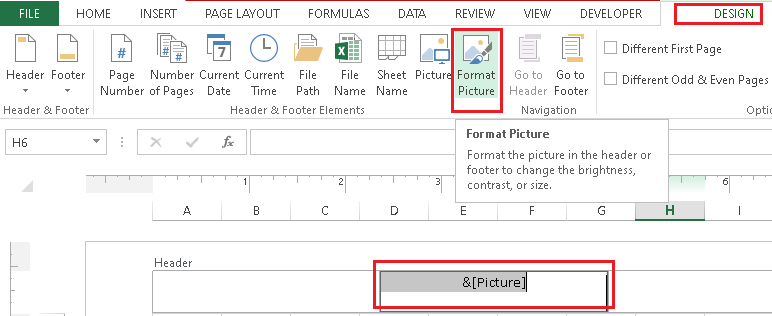 FILE HOME INSERT PAGE LAYOUT FORMULAS DATA REVIEW VIEW DEVELOPER DESIGN
Header Footer Page Number Number of Pages Current Date Current Time File Path File Name Sheet Name Picture Format Picture Go to Header Go to Footer
Different First Page
Different Odd & Even Pages
Header & Footer Header & Footer Elements Navigation Optio
Format Picture
Format the picture in the header or
footer to change the brightness,
contrast, or size.
H6 fx
1 2 3 6
A B C D E F G H I
Header
&[Picture]